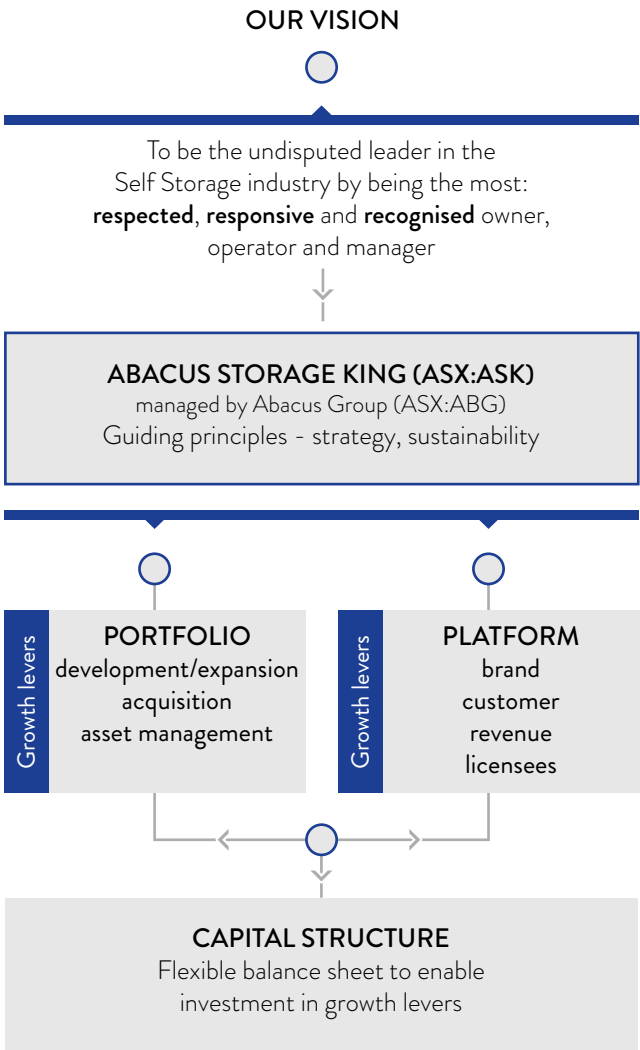 OUR VISION
To be the undisputed leader in the
Self Storage industry by being the most:
respected, responsive and recognised owner,
operator and manager
ABACUS STORAGE KING (ASX:ASK)
managed by Abacus Group (ASX:ABG)
Guiding principles - strategy, sustainability
Growth levers
PORTFOLIO
development/expansion
acquisition
asset management
Growth levers
PLATFORM
brand
customer
revenue
licensees
CAPITAL STRUCTURE
Flexible balance sheet to enable
investment in growth levers